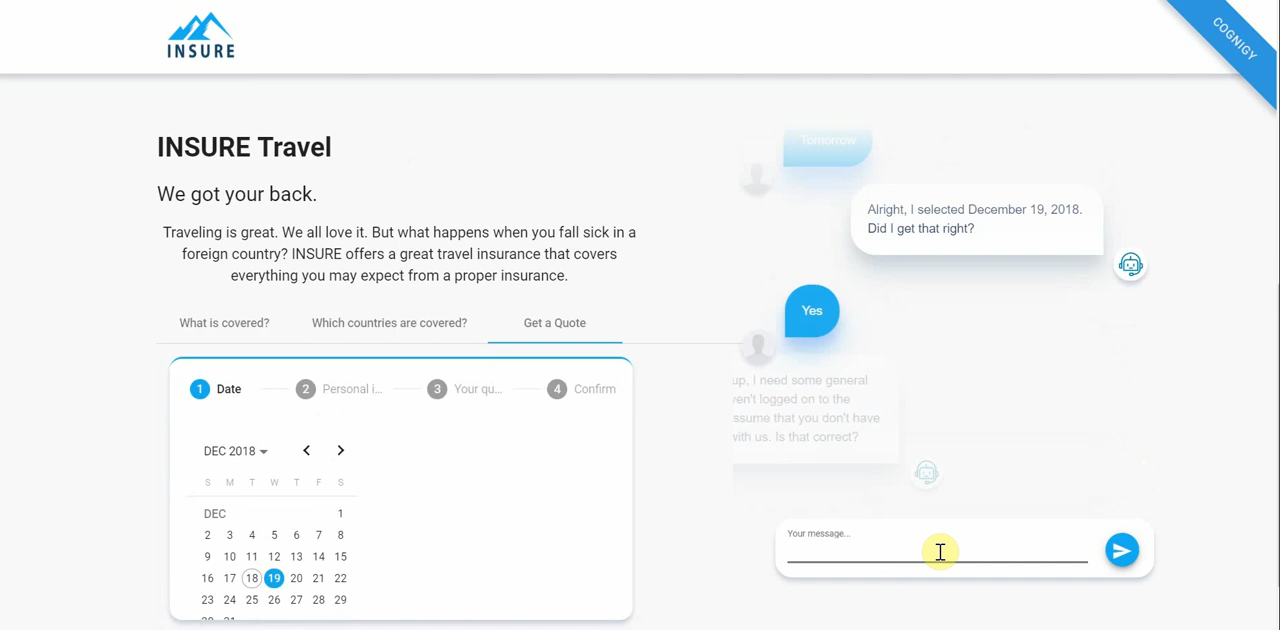 INSURE
COGNIGY
INSURE Travel
We got your back.
Traveling is great. We all love it. But what happens when you fall sick in a
foreign country? INSURE offers a great travel insurance that covers
everything you may expect from a proper insurance.
What is covered?
Which countries are covered?
Get a Quote
1 Date
2 Personal i...
3 Your qu...
4 Confirm
DEC 2018
S M T W T F S
DEC 1
2 3 4 5 6 7 8
9 10 11 12 13 14 15
16 17 18 19 20 21 22
23 24 25 26 27 28 29
Tomorrow
Alright, I selected December 19, 2018.
Did I get that right?
Yes
up, I need some general
ven't logged on to the
ssume that you don't have
with us. Is that correct?
Your message...